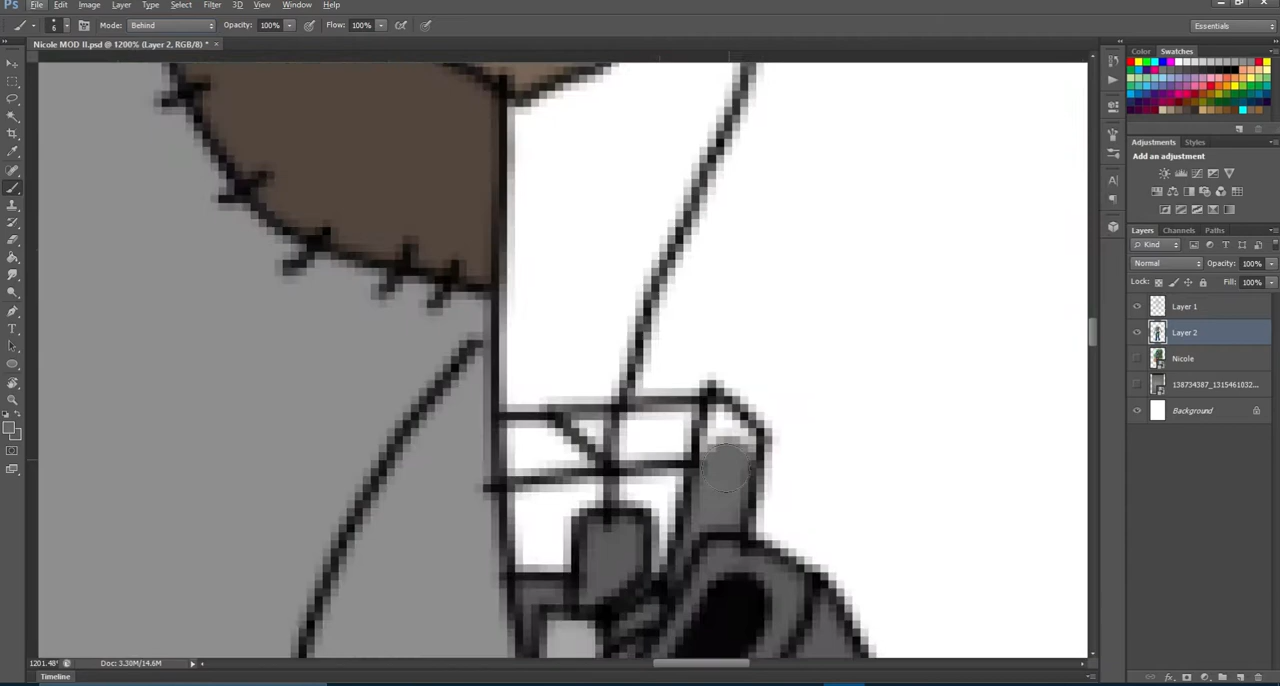 Ps File Edit Image Layer Type Select Filter 3D View Window Help
6 Mode: Behind Opacity: 100% Flow: 100% Essentials
Nicole MOD II.psd @ 1200% (Layer 2, RGB/8) * ×
Color Swatches
Adjustments Styles
Add an adjustment
Layers Channels Paths
Kind
Normal Opacity: 100%
Lock: Fill: 100%
Layer 1
Layer 2
Nicole
138734387_1315461032...
Background
1201.48% Doc: 3.38M/14.6M
Timeline